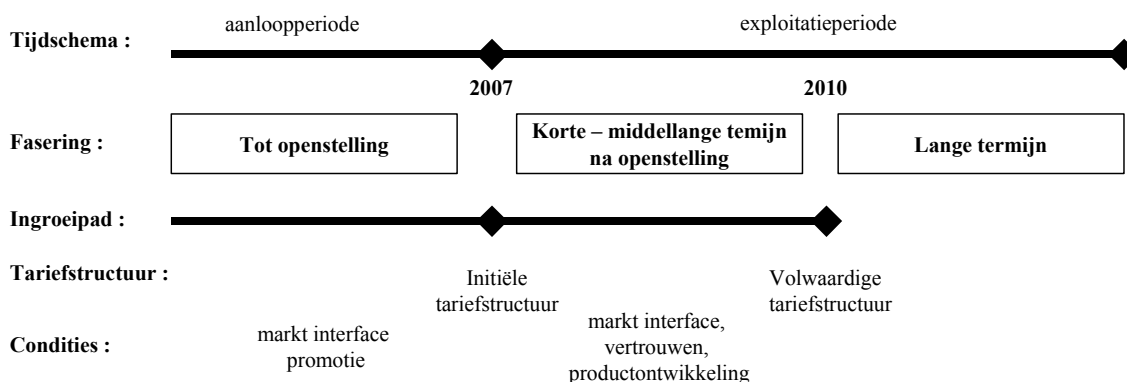 aanloopperiode exploitatieperiode
Tijdschema :
2007 2010
Korte – middellange temijn
Fasering : Tot openstelling na openstelling Lange termijn
Ingroeipad :
Tariefstructuur : Initiële Volwaardige
tariefstructuur tariefstructuur
markt interface markt interface,
Condities : promotie vertrouwen,
productontwikkeling